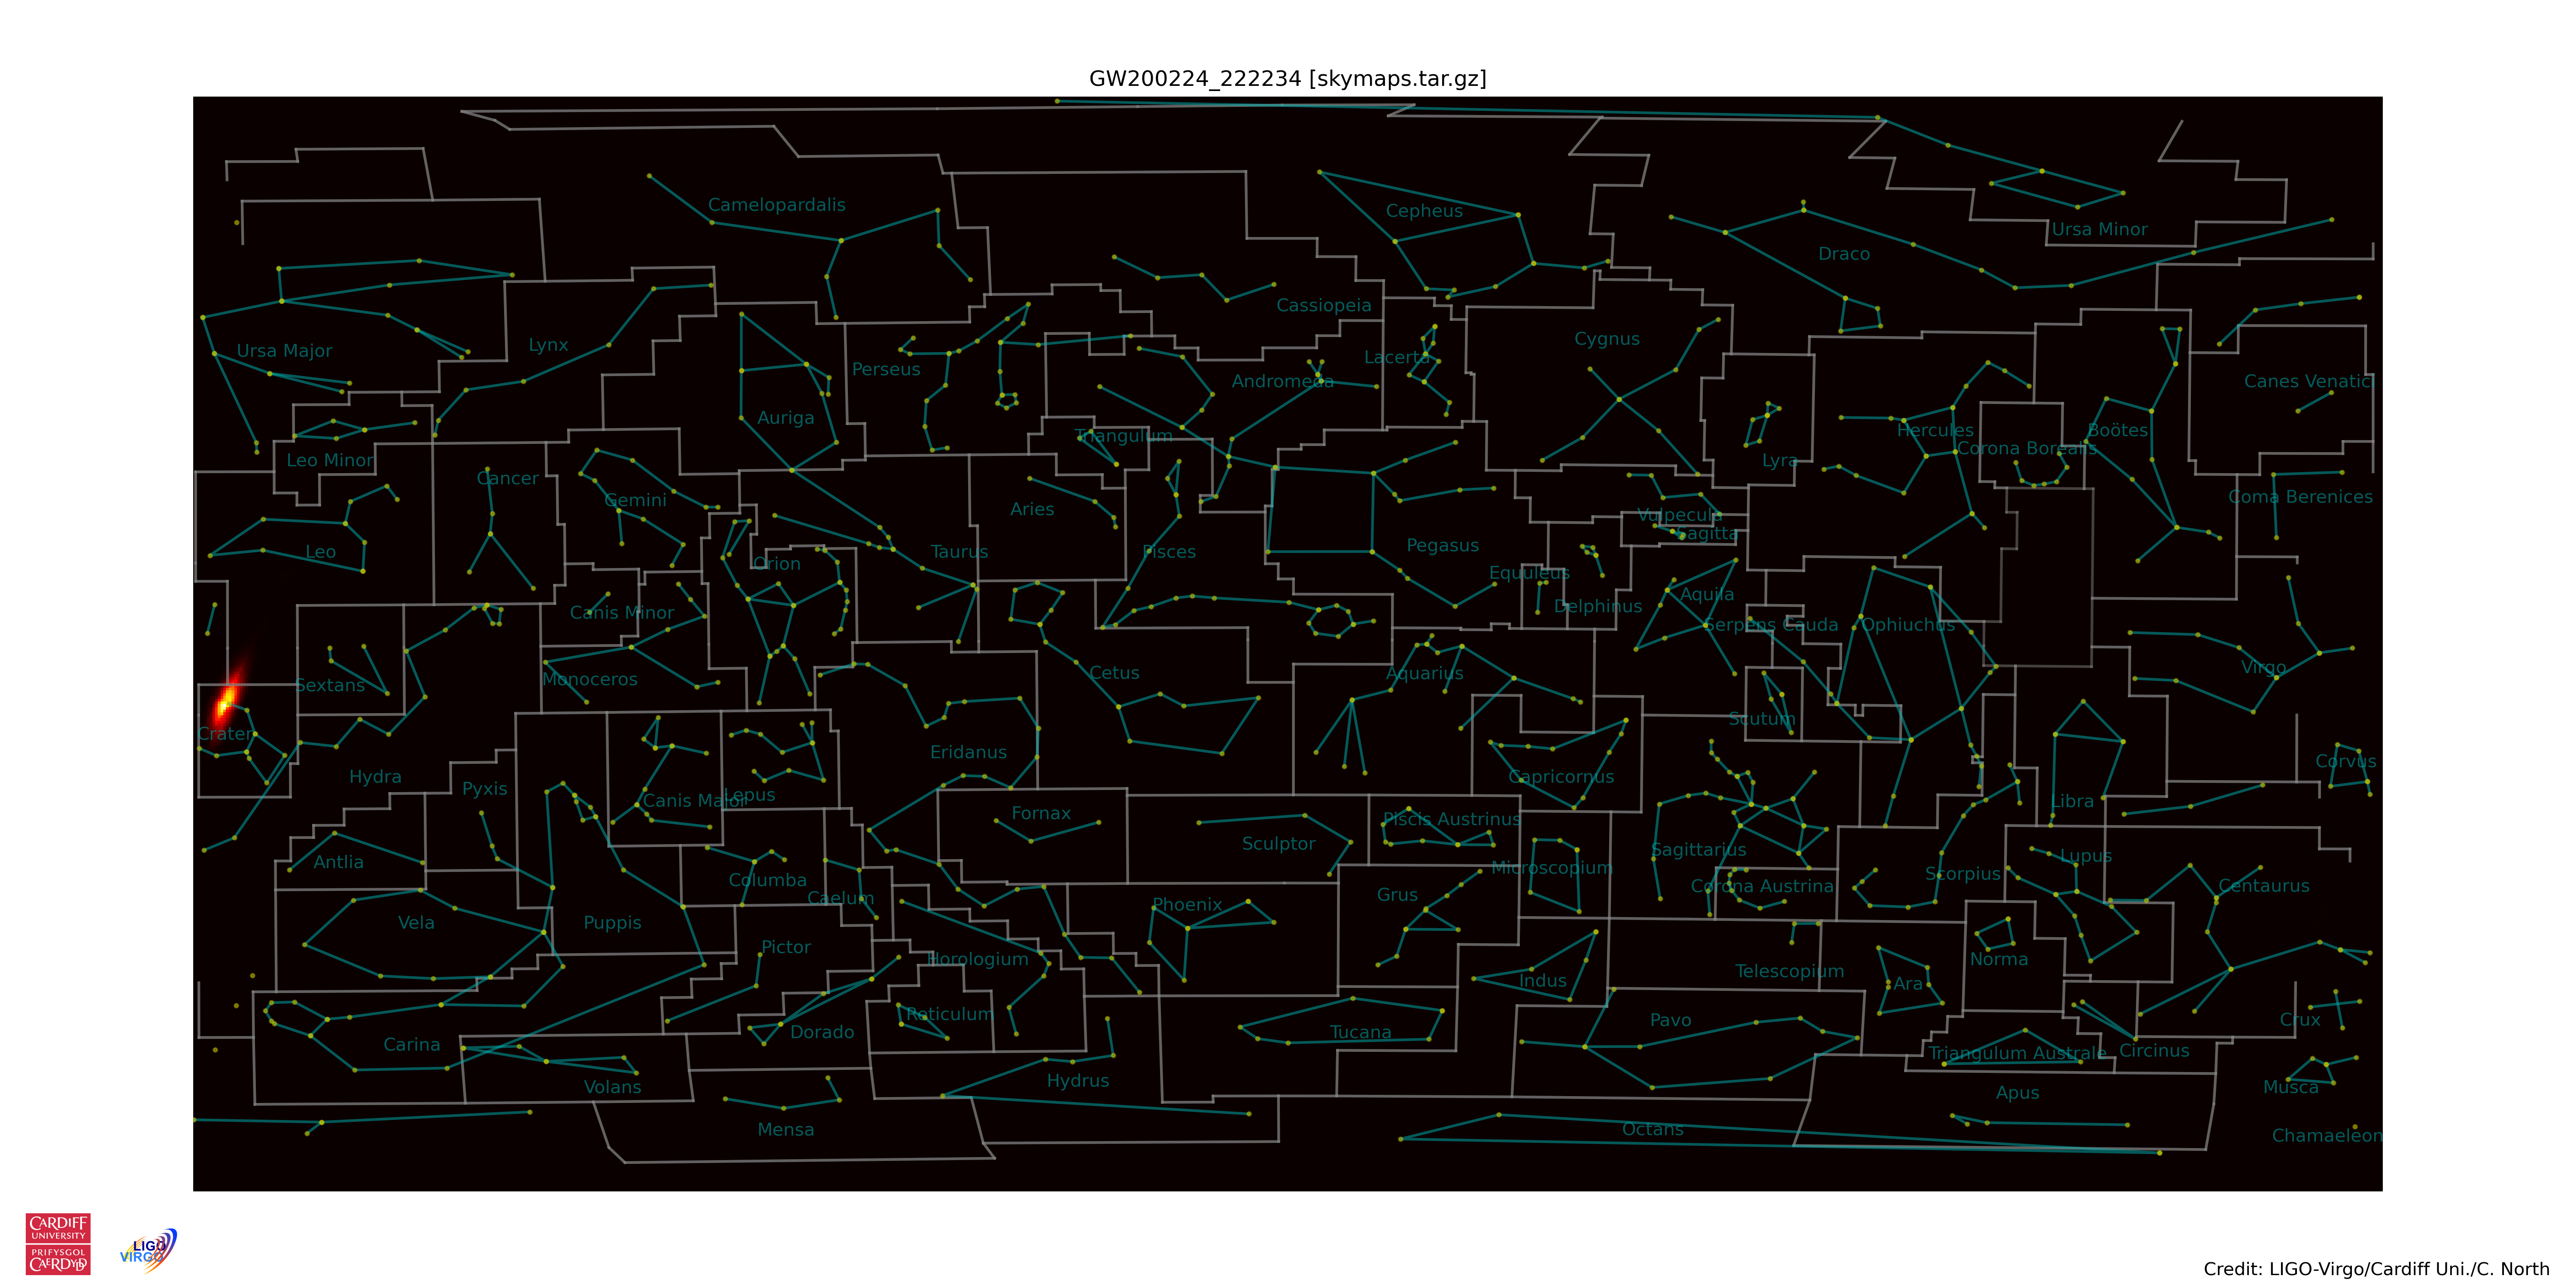 GW200224_222234 [skymaps.tar.gz]
Camelopardalis
Cepheus
Ursa Minor
Draco
Cassiopeia
Ursa Major
Lynx
Cygnus
Lacerta
Perseus
Andromeda
Canes Venatici
Auriga
Triangulum
Hercules
Boötes
Corona Borealis
Leo Minor
Lyra
Cancer
Gemini
Coma Berenices
Aries
Vulpecula
Sagitta
Leo
Taurus
Pisces
Pegasus
Orion
Equuleus
Aquila
Canis Minor
Delphinus
Serpens Cauda
Ophiuchus
Virgo
Cetus
Aquarius
Sextans
Monoceros
Scutum
Crater
Eridanus
Corvus
Hydra
Capricornus
Pyxis
Canis Major
Lepus
Libra
Fornax
Piscis Austrinus
Sculptor
Sagittarius
Lupus
Antlia
Microscopium
Scorpius
Columba
Corona Austrina
Centaurus
Caelum
Grus
Phoenix
Vela
Puppis
Pictor
Horologium
Norma
Telescopium
Indus
Ara
Reticulum
Pavo
Crux
Dorado
Tucana
Carina
Circinus
Triangulum Australe
Hydrus
Volans
Musca
Apus
Mensa
Octans
Chamaeleon
CARDIFF
UNIVERSITY
PRIFYSGOL
CAERDYDD
LIGO
VIRGO
Credit: LIGO-Virgo/Cardiff Uni./C. North